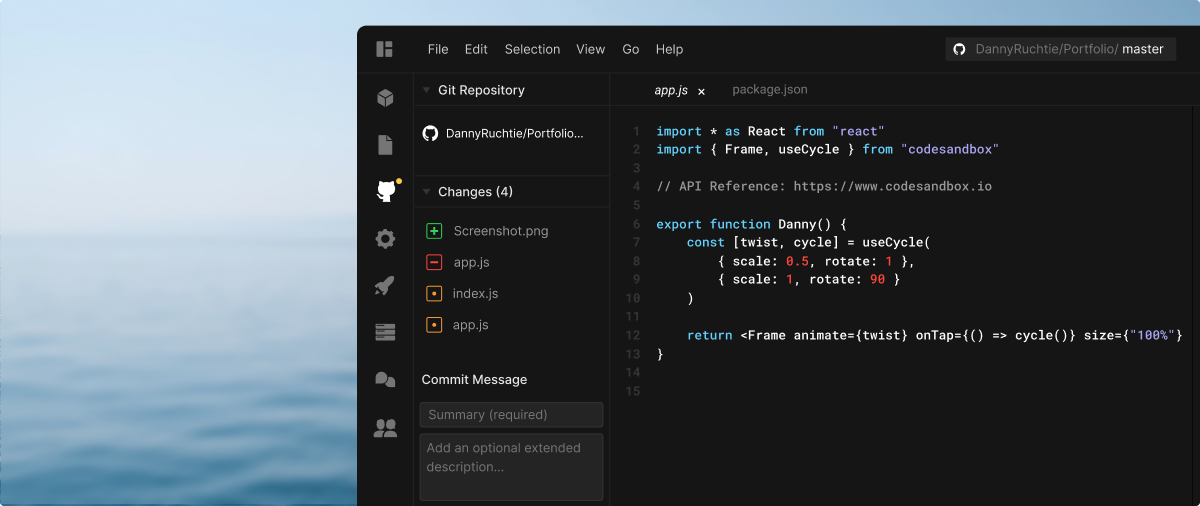 File Edit Selection View Go Help
DannyRuchtie/Portfolio/ master
Git Repository
DannyRuchtie/Portfolio...
Changes (4)
Screenshot.png
app.js
index.js
app.js
Commit Message
Summary (required)
Add an optional extended
description...
app.js x package.json
1 import * as React from "react"
2 import { Frame, useCycle } from "codesandbox"
3
4 // API Reference: https://www.codesandbox.io
5
6 export function Danny() {
7 const [twist, cycle] = useCycle(
8 { scale: 0.5, rotate: 1 },
9 { scale: 1, rotate: 90 }
10 )
11
12 return <Frame animate={twist} onTap={() => cycle()} size={"100%"}
13 }
14
15